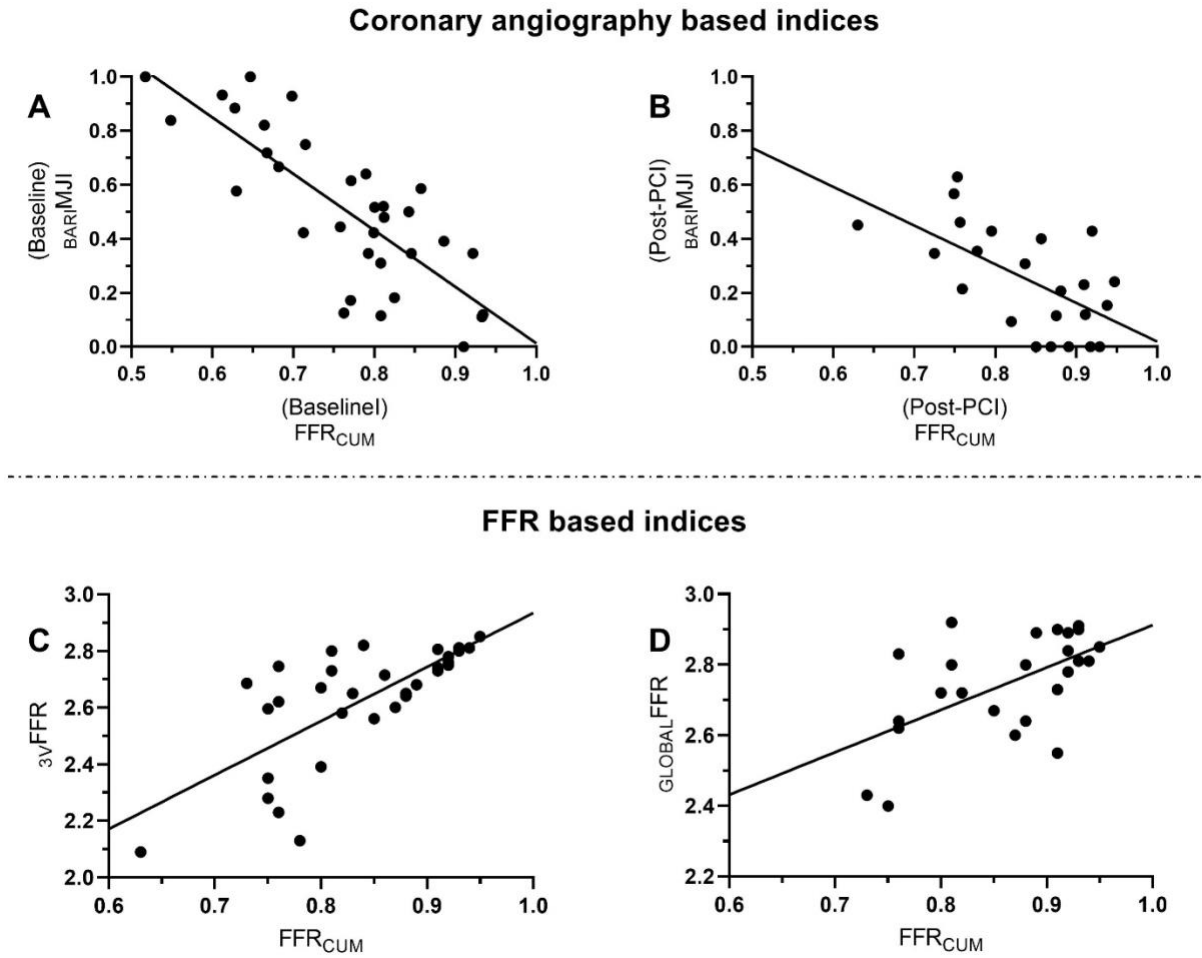 Coronary angiography based indices
A
B
(Baseline)
BARIMJI
1.0
0.8
0.6
0.4
0.2
0.0
0.5 0.6 0.7 0.8 0.9 1.0
(Baselinel)
FFRCUM
(Post-PCI)
BARIMJI
1.0
0.8
0.6
0.4
0.2
0.0
0.5 0.6 0.7 0.8 0.9 1.0
(Post-PCI)
FFRCUM
FFR based indices
C
D
3VFFR
3.0
2.8
2.6
2.4
2.2
2.0
0.6 0.7 0.8 0.9 1.0
FFRCUM
GLOBALFFR
3.0
2.8
2.6
2.4
2.2
0.6 0.7 0.8 0.9 1.0
FFRCUM